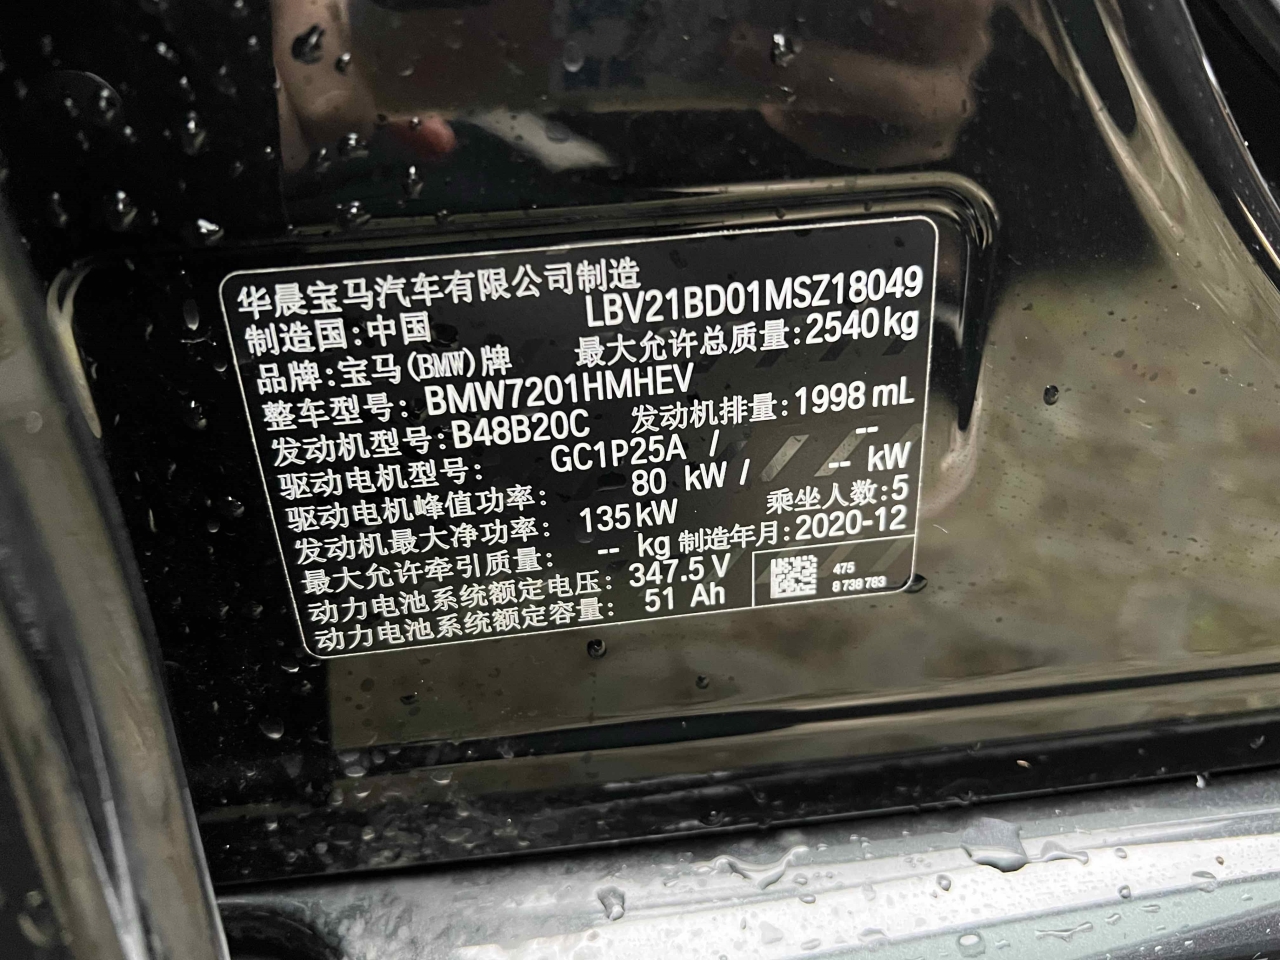 华晨宝马汽车有限公司制造
制造国:中国 LBV21BD01MSZ18049
品牌:宝马(BMW)牌 最大允许总质量:2540kg
整车型号: BMW7201HMHEV
发动机型号:B48B20C 发动机排量:1998 mL
驱动电机型号: GC1P25A / --
驱动电机峰值功率: 80 kW / -- kW
发动机最大净功率: 135kW 乘坐人数:5
最大允许牵引质量: -- kg 制造年月:2020-12
动力电池系统额定电压: 347.5 V
动力电池系统额定容量: 51 Ah
475
8 738 763